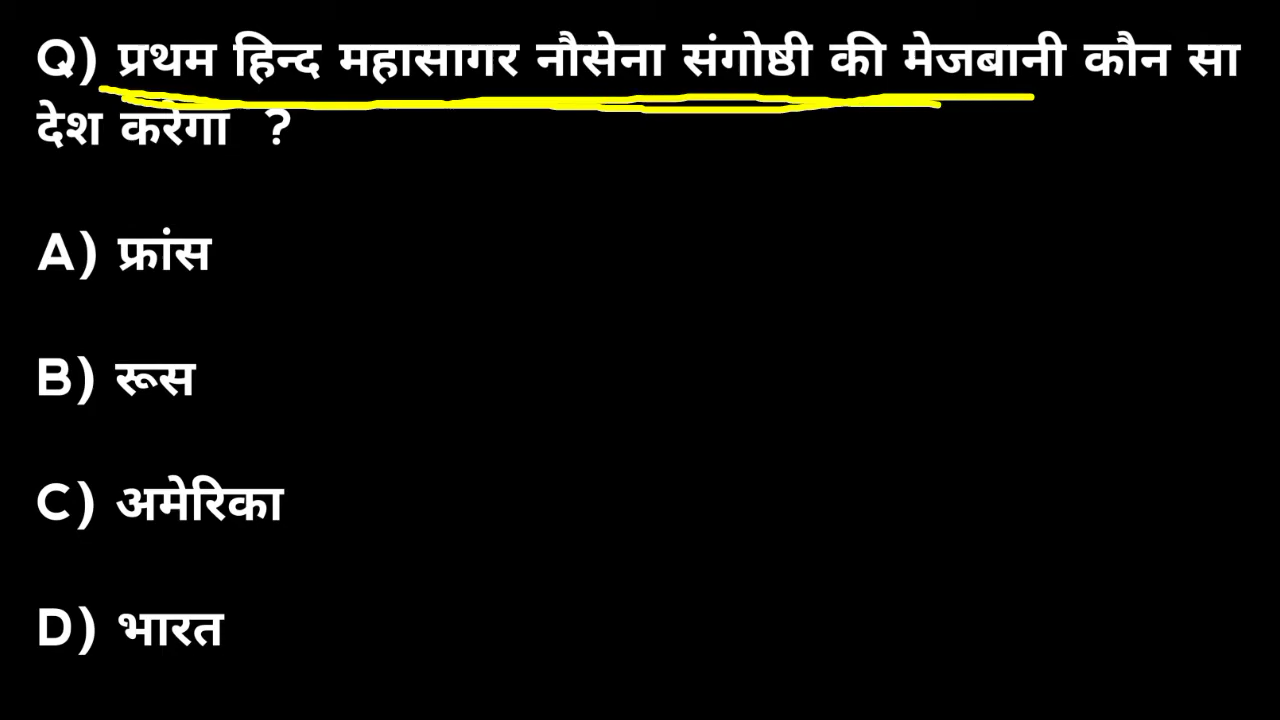 Q) प्रथम हिन्द महासागर नौसेना संगोष्ठी की मेजबानी कौन सा
देश करेगा ?
A) फ्रांस
B) रूस
C) अमेरिका
D) भारत